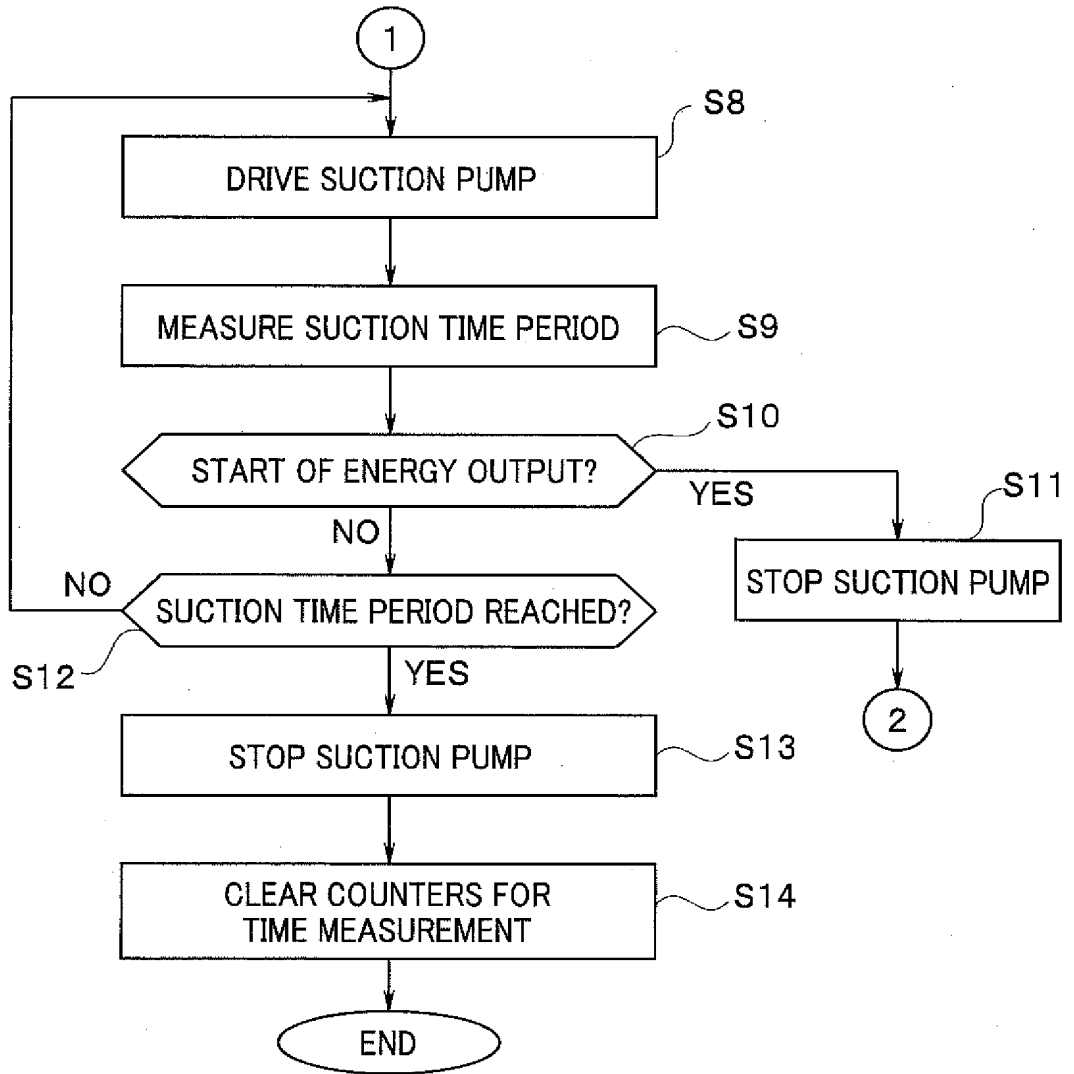 1
S8
DRIVE SUCTION PUMP
MEASURE SUCTION TIME PERIOD
S9
S10
START OF ENERGY OUTPUT?
YES
S11
NO
STOP SUCTION PUMP
NO
SUCTION TIME PERIOD REACHED?
S12
YES
2
STOP SUCTION PUMP
S13
CLEAR COUNTERS FOR
TIME MEASUREMENT
S14
END